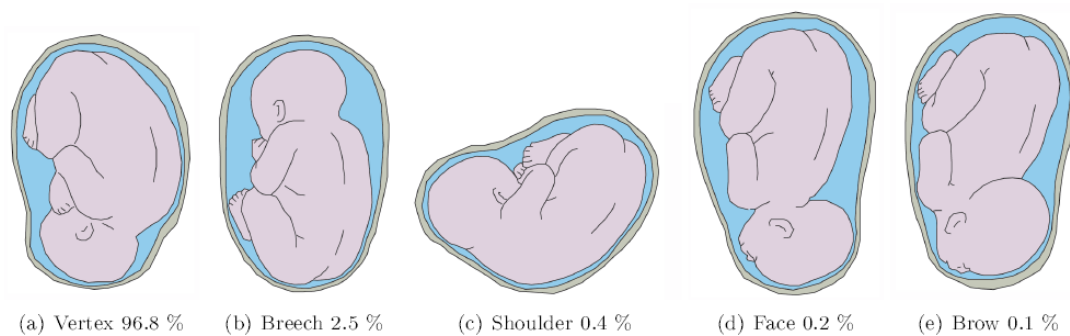 (a) Vertex 96.8 %
(b) Breech 2.5 %
(c) Shoulder 0.4 %
(d) Face 0.2 %
(e) Brow 0.1 %